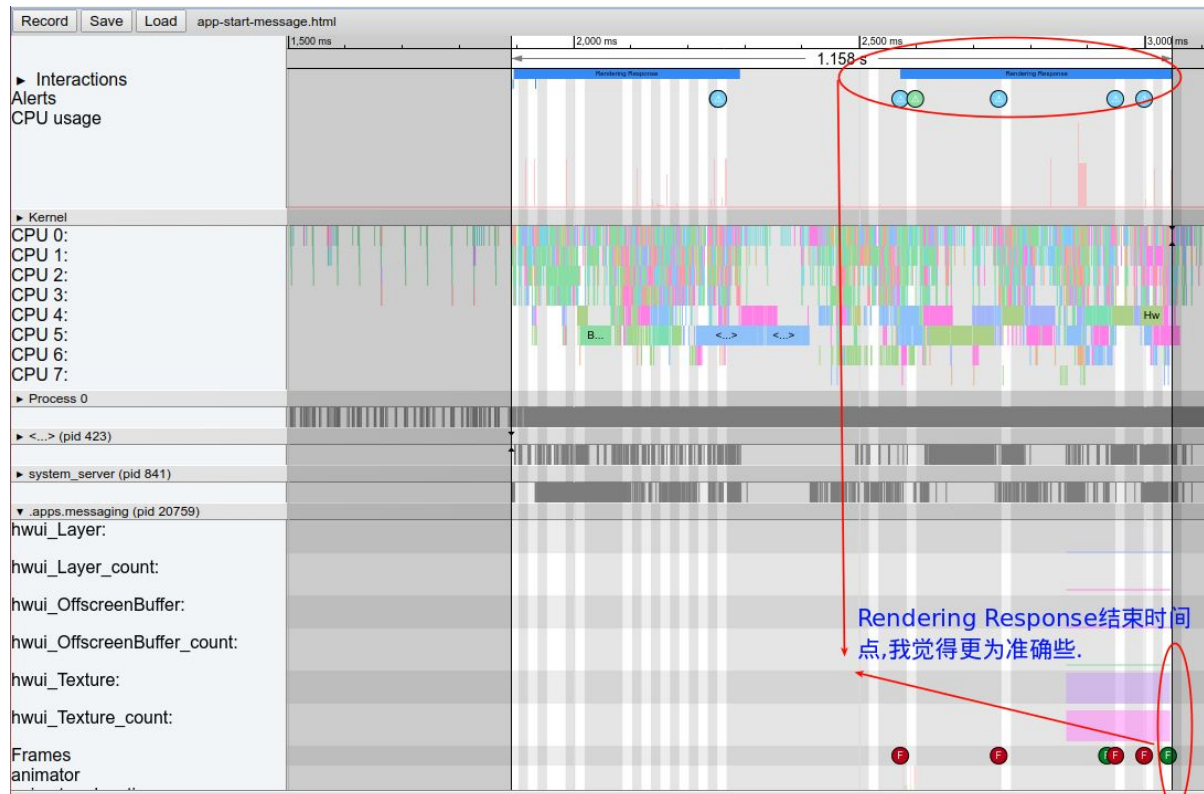 Record Save Load app-start-message.html
1,500 ms 2,000 ms 2,500 ms 3,000 ms
1.158 s
► Interactions
Rendering Response Rendering Response
Alerts
CPU usage
► Kernel
CPU 0:
CPU 1:
CPU 2:
CPU 3:
CPU 4:
Hw
CPU 5:
B... <...> <...>
CPU 6:
CPU 7:
► Process 0
► <...> (pid 423)
► system_server (pid 841)
▼ .apps.messaging (pid 20759)
hwui_Layer:
hwui_Layer_count:
hwui_OffscreenBuffer:
Rendering Response结束时间
点,我觉得更为准确些.
hwui_OffscreenBuffer_count:
hwui_Texture:
hwui_Texture_count:
Frames
F F F F F F
animator